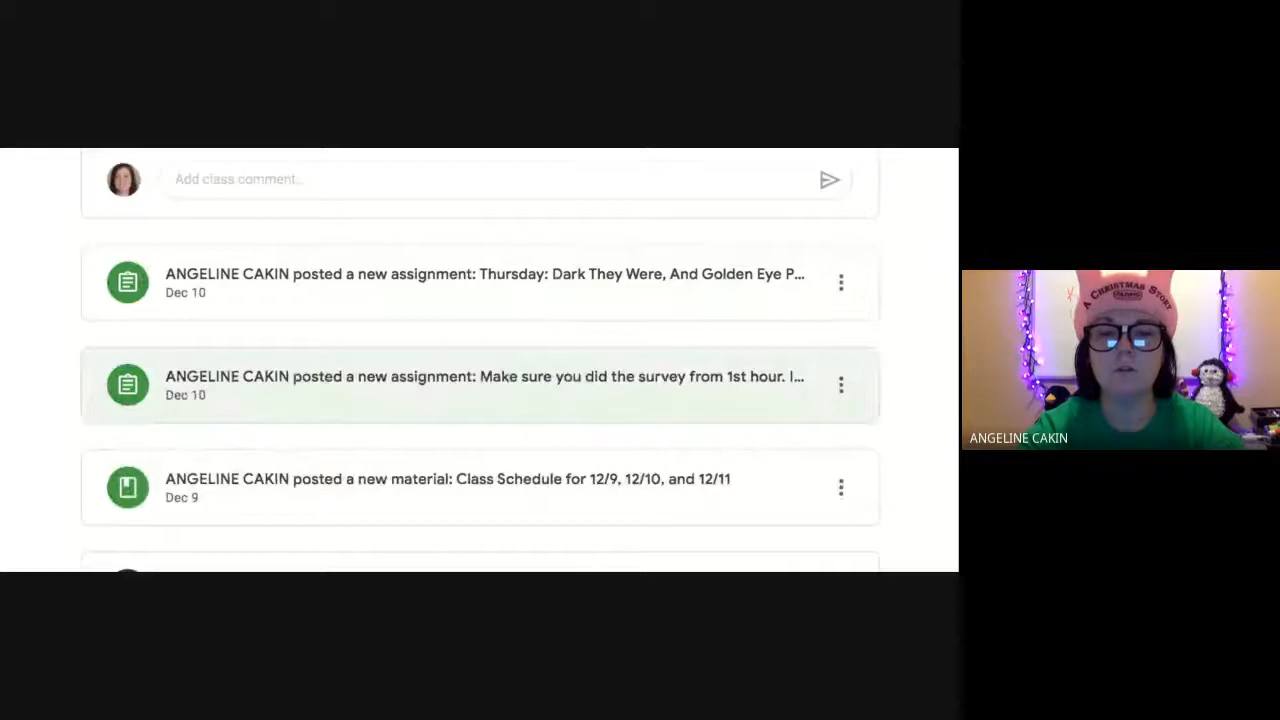 Add class comment...
ANGELINE CAKIN posted a new assignment: Thursday: Dark They Were, And Golden Eye P...
Dec 10
ANGELINE CAKIN posted a new assignment: Make sure you did the survey from 1st hour. I...
Dec 10
ANGELINE CAKIN posted a new material: Class Schedule for 12/9, 12/10, and 12/11
Dec 9
A CHRISTMAS STORY
ANGELINE CAKIN